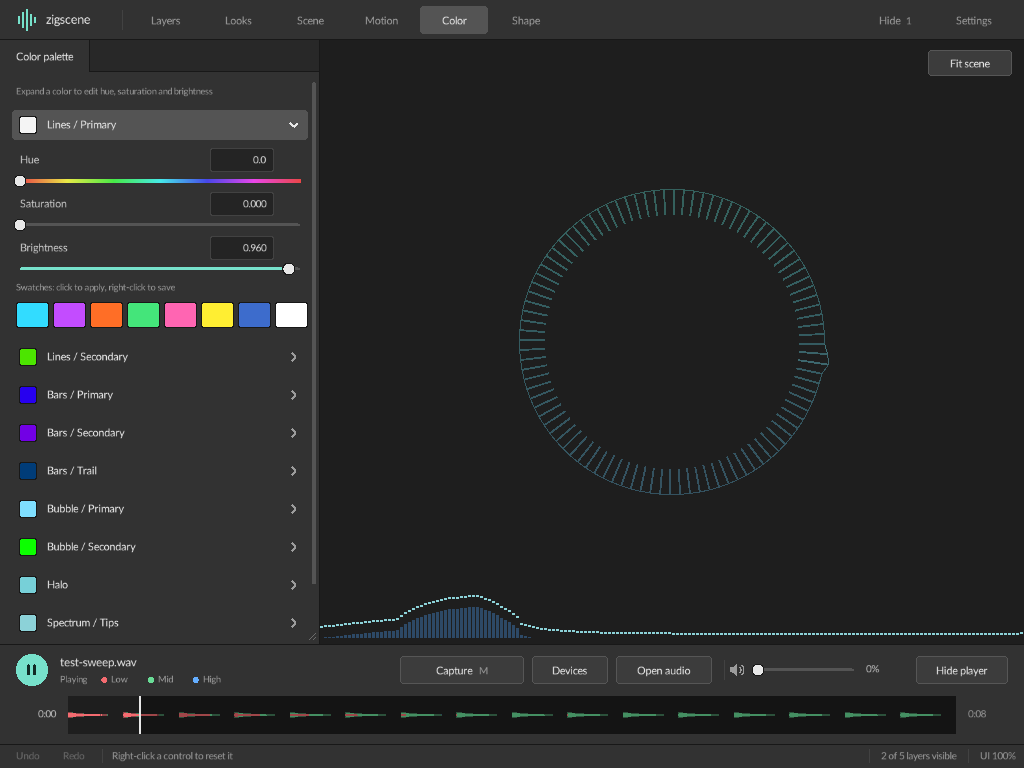 zigscene Layers Looks Scene Motion Color Shape Hide 1 Settings
Color palette
Fit scene
Expand a color to edit hue, saturation and brightness
Lines / Primary
Hue 0.0
Saturation 0.000
Brightness 0.960
Swatches: click to apply, right-click to save
Lines / Secondary
Bars / Primary
Bars / Secondary
Bars / Trail
Bubble / Primary
Bubble / Secondary
Halo
Spectrum / Tips
test-sweep.wav
Playing Low Mid High
Capture M Devices Open audio 0% Hide player
0:00 0:08
Undo Redo Right-click a control to reset it 2 of 5 layers visible UI 100%